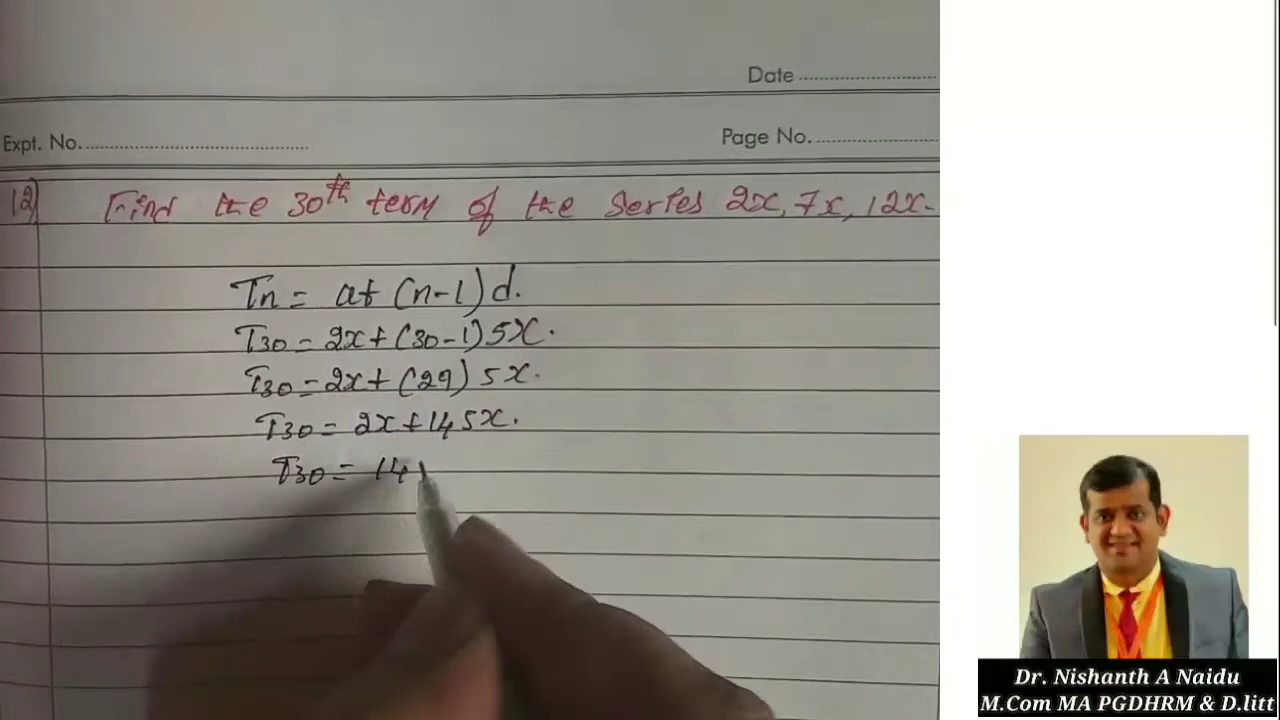 Date
Expt. No.
Page No.
12) Find the 30th term of the Series 2x, 7x, 12x.
Tn = a+ (n-1) d.
T30 = 2x + (30-1) 5x.
T30 = 2x + (29) 5x.
T30 = 2x + 145x.
T30 = 14
Dr. Nishanth A Naidu
M.Com MA PGDHRM & D.litt